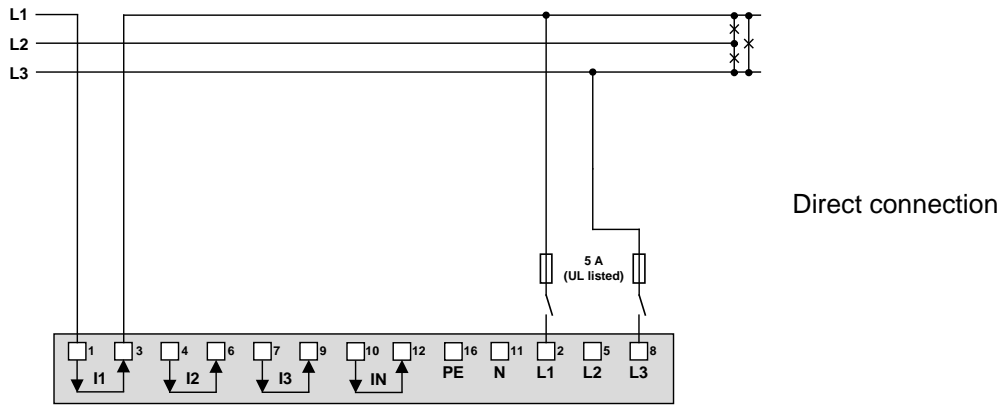 L1
L2
L3
Direct connection
5 A
(UL listed)
1 3 4 6 7 9 10 12 16 11 2 5 8
I1 I2 I3 IN PE N L1 L2 L3